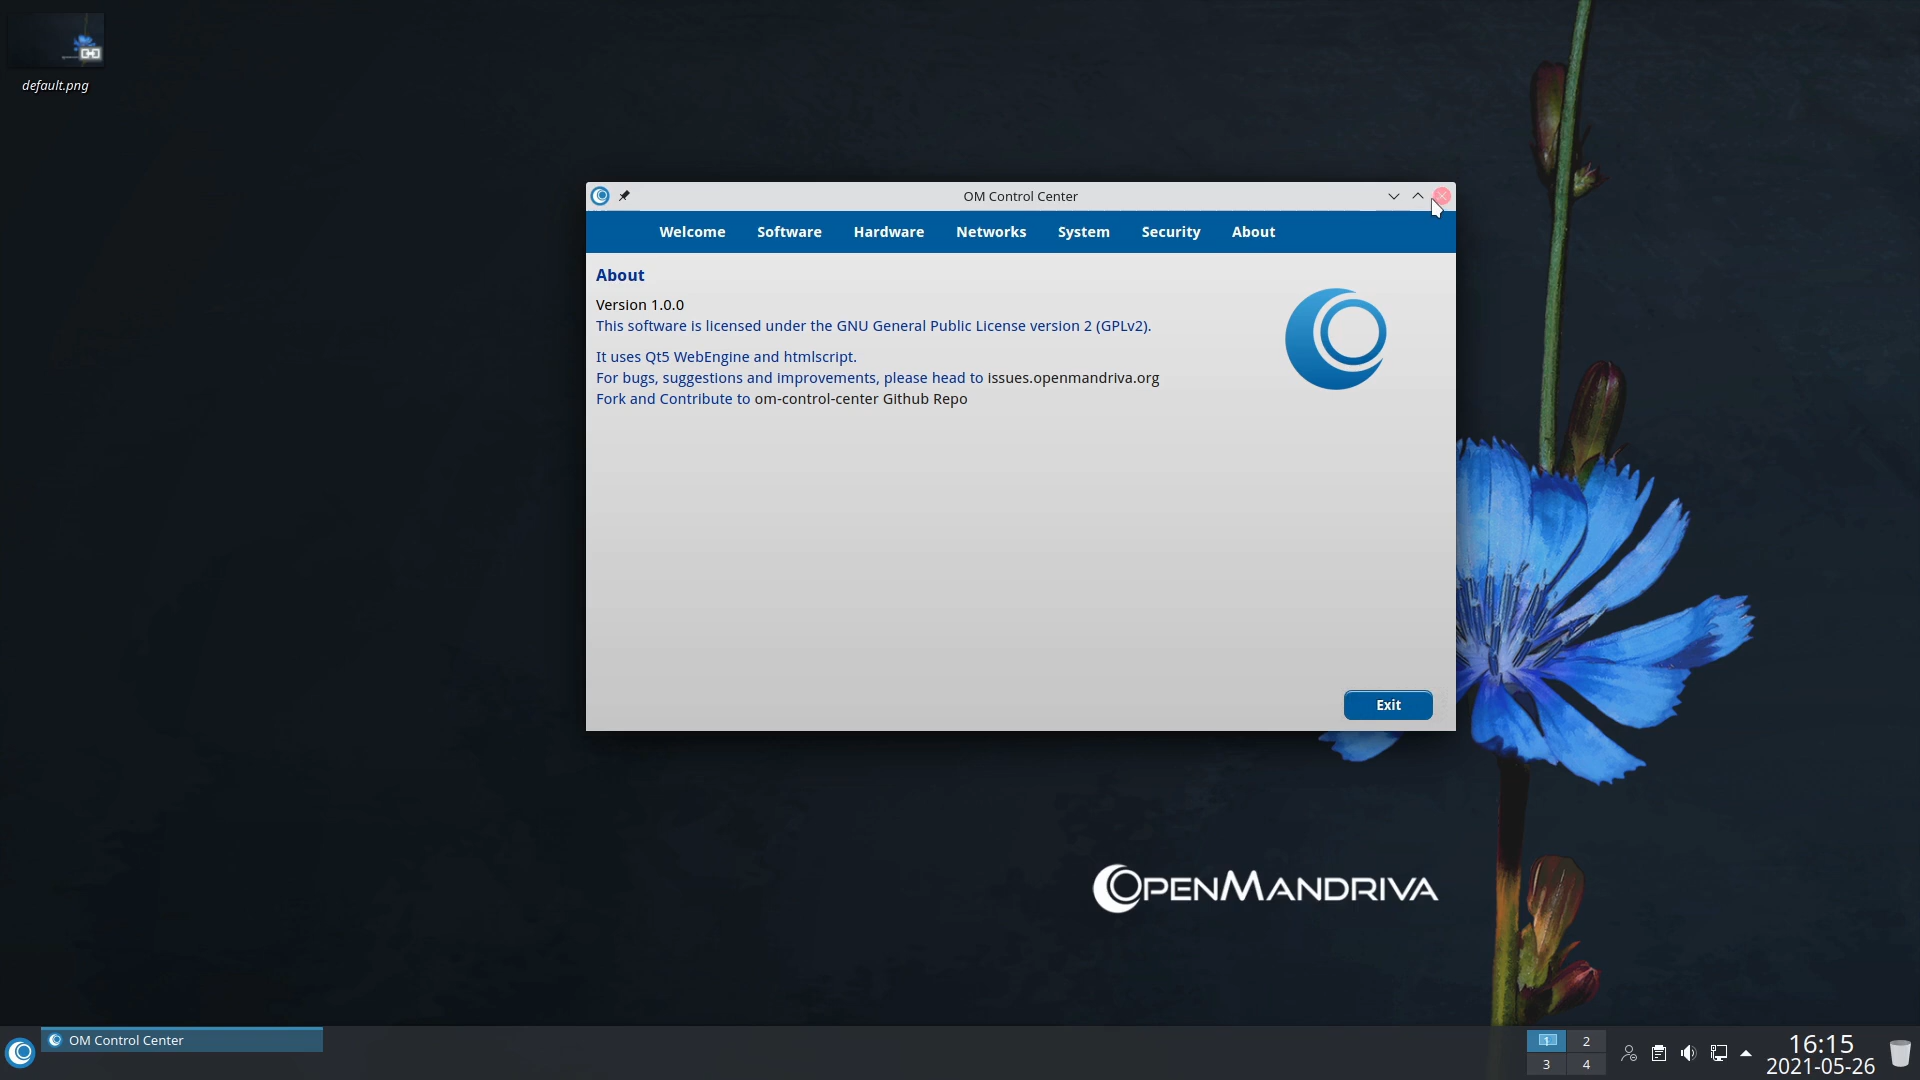 default.png
OM Control Center
Welcome Software Hardware Networks System Security About
About
Version 1.0.0
This software is licensed under the GNU General Public License version 2 (GPLv2).
It uses Qt5 WebEngine and htmlscript.
For bugs, suggestions and improvements, please head to issues.openmandriva.org
Fork and Contribute to om-control-center Github Repo
Exit
OPENMANDRIVA
OM Control Center
1 2
3 4
16:15
2021-05-26